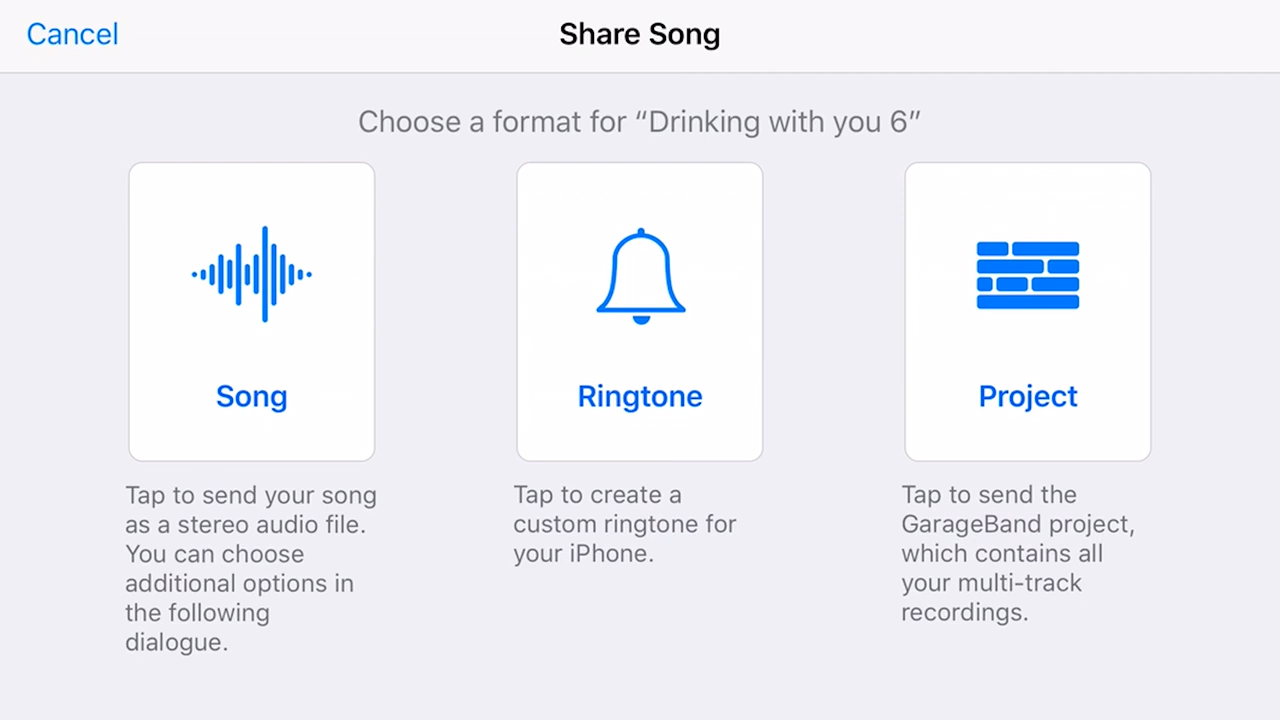 Cancel
Share Song
Choose a format for “Drinking with you 6”
Song
Ringtone
Project
Tap to send your song
as a stereo audio file.
You can choose
additional options in
the following
dialogue.
Tap to create a
custom ringtone for
your iPhone.
Tap to send the
GarageBand project,
which contains all
your multi-track
recordings.